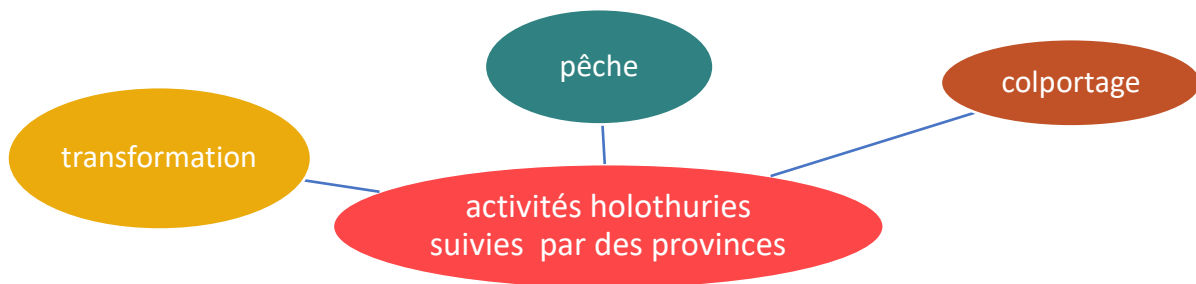 pêche
colportage
transformation
activités holothuries
suivies  par des provinces